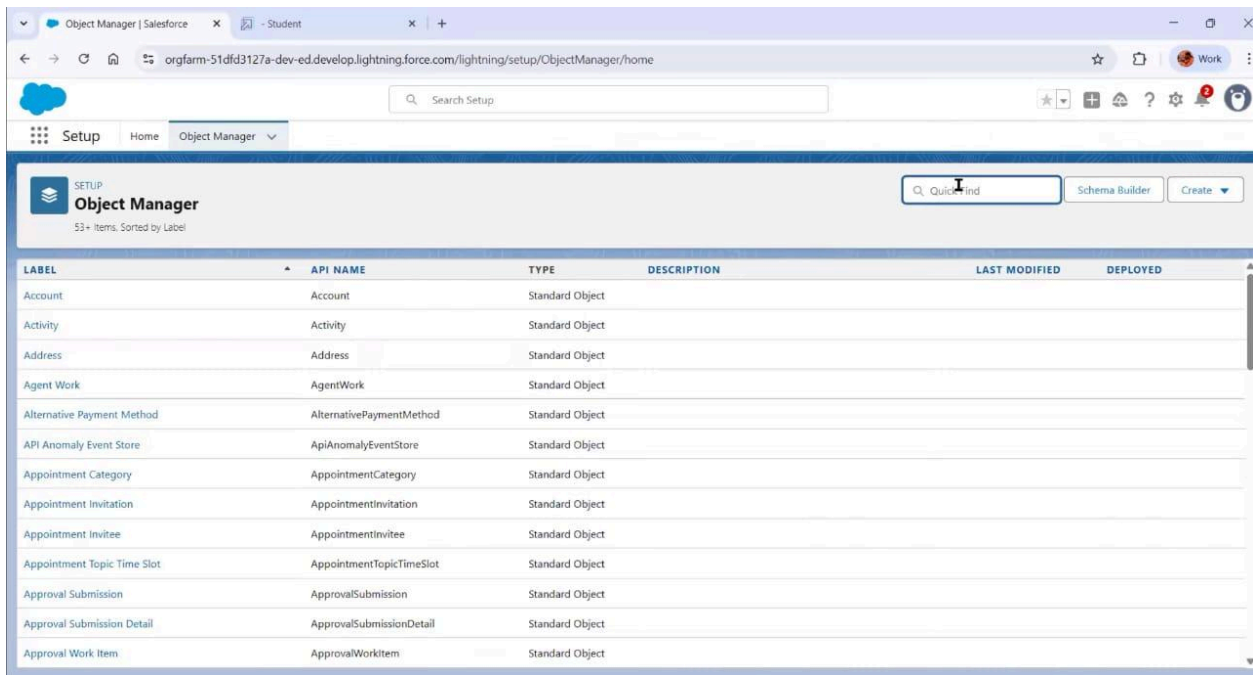 Object Manager | Salesforce
- Student
orgfarm-51dfd3127a-dev-ed.develop.lightning.force.com/lightning/setup/ObjectManager/home
Work
Search Setup
2
Setup Home Object Manager
SETUP
Object Manager
53+ Items, Sorted by Label
Quick Find
Schema Builder
Create
LABEL API NAME TYPE DESCRIPTION LAST MODIFIED DEPLOYED
Account Account Standard Object
Activity Activity Standard Object
Address Address Standard Object
Agent Work AgentWork Standard Object
Alternative Payment Method AlternativePaymentMethod Standard Object
API Anomaly Event Store ApiAnomalyEventStore Standard Object
Appointment Category AppointmentCategory Standard Object
Appointment Invitation AppointmentInvitation Standard Object
Appointment Invitee AppointmentInvitee Standard Object
Appointment Topic Time Slot AppointmentTopicTimeSlot Standard Object
Approval Submission ApprovalSubmission Standard Object
Approval Submission Detail ApprovalSubmissionDetail Standard Object
Approval Work Item ApprovalWorkItem Standard Object